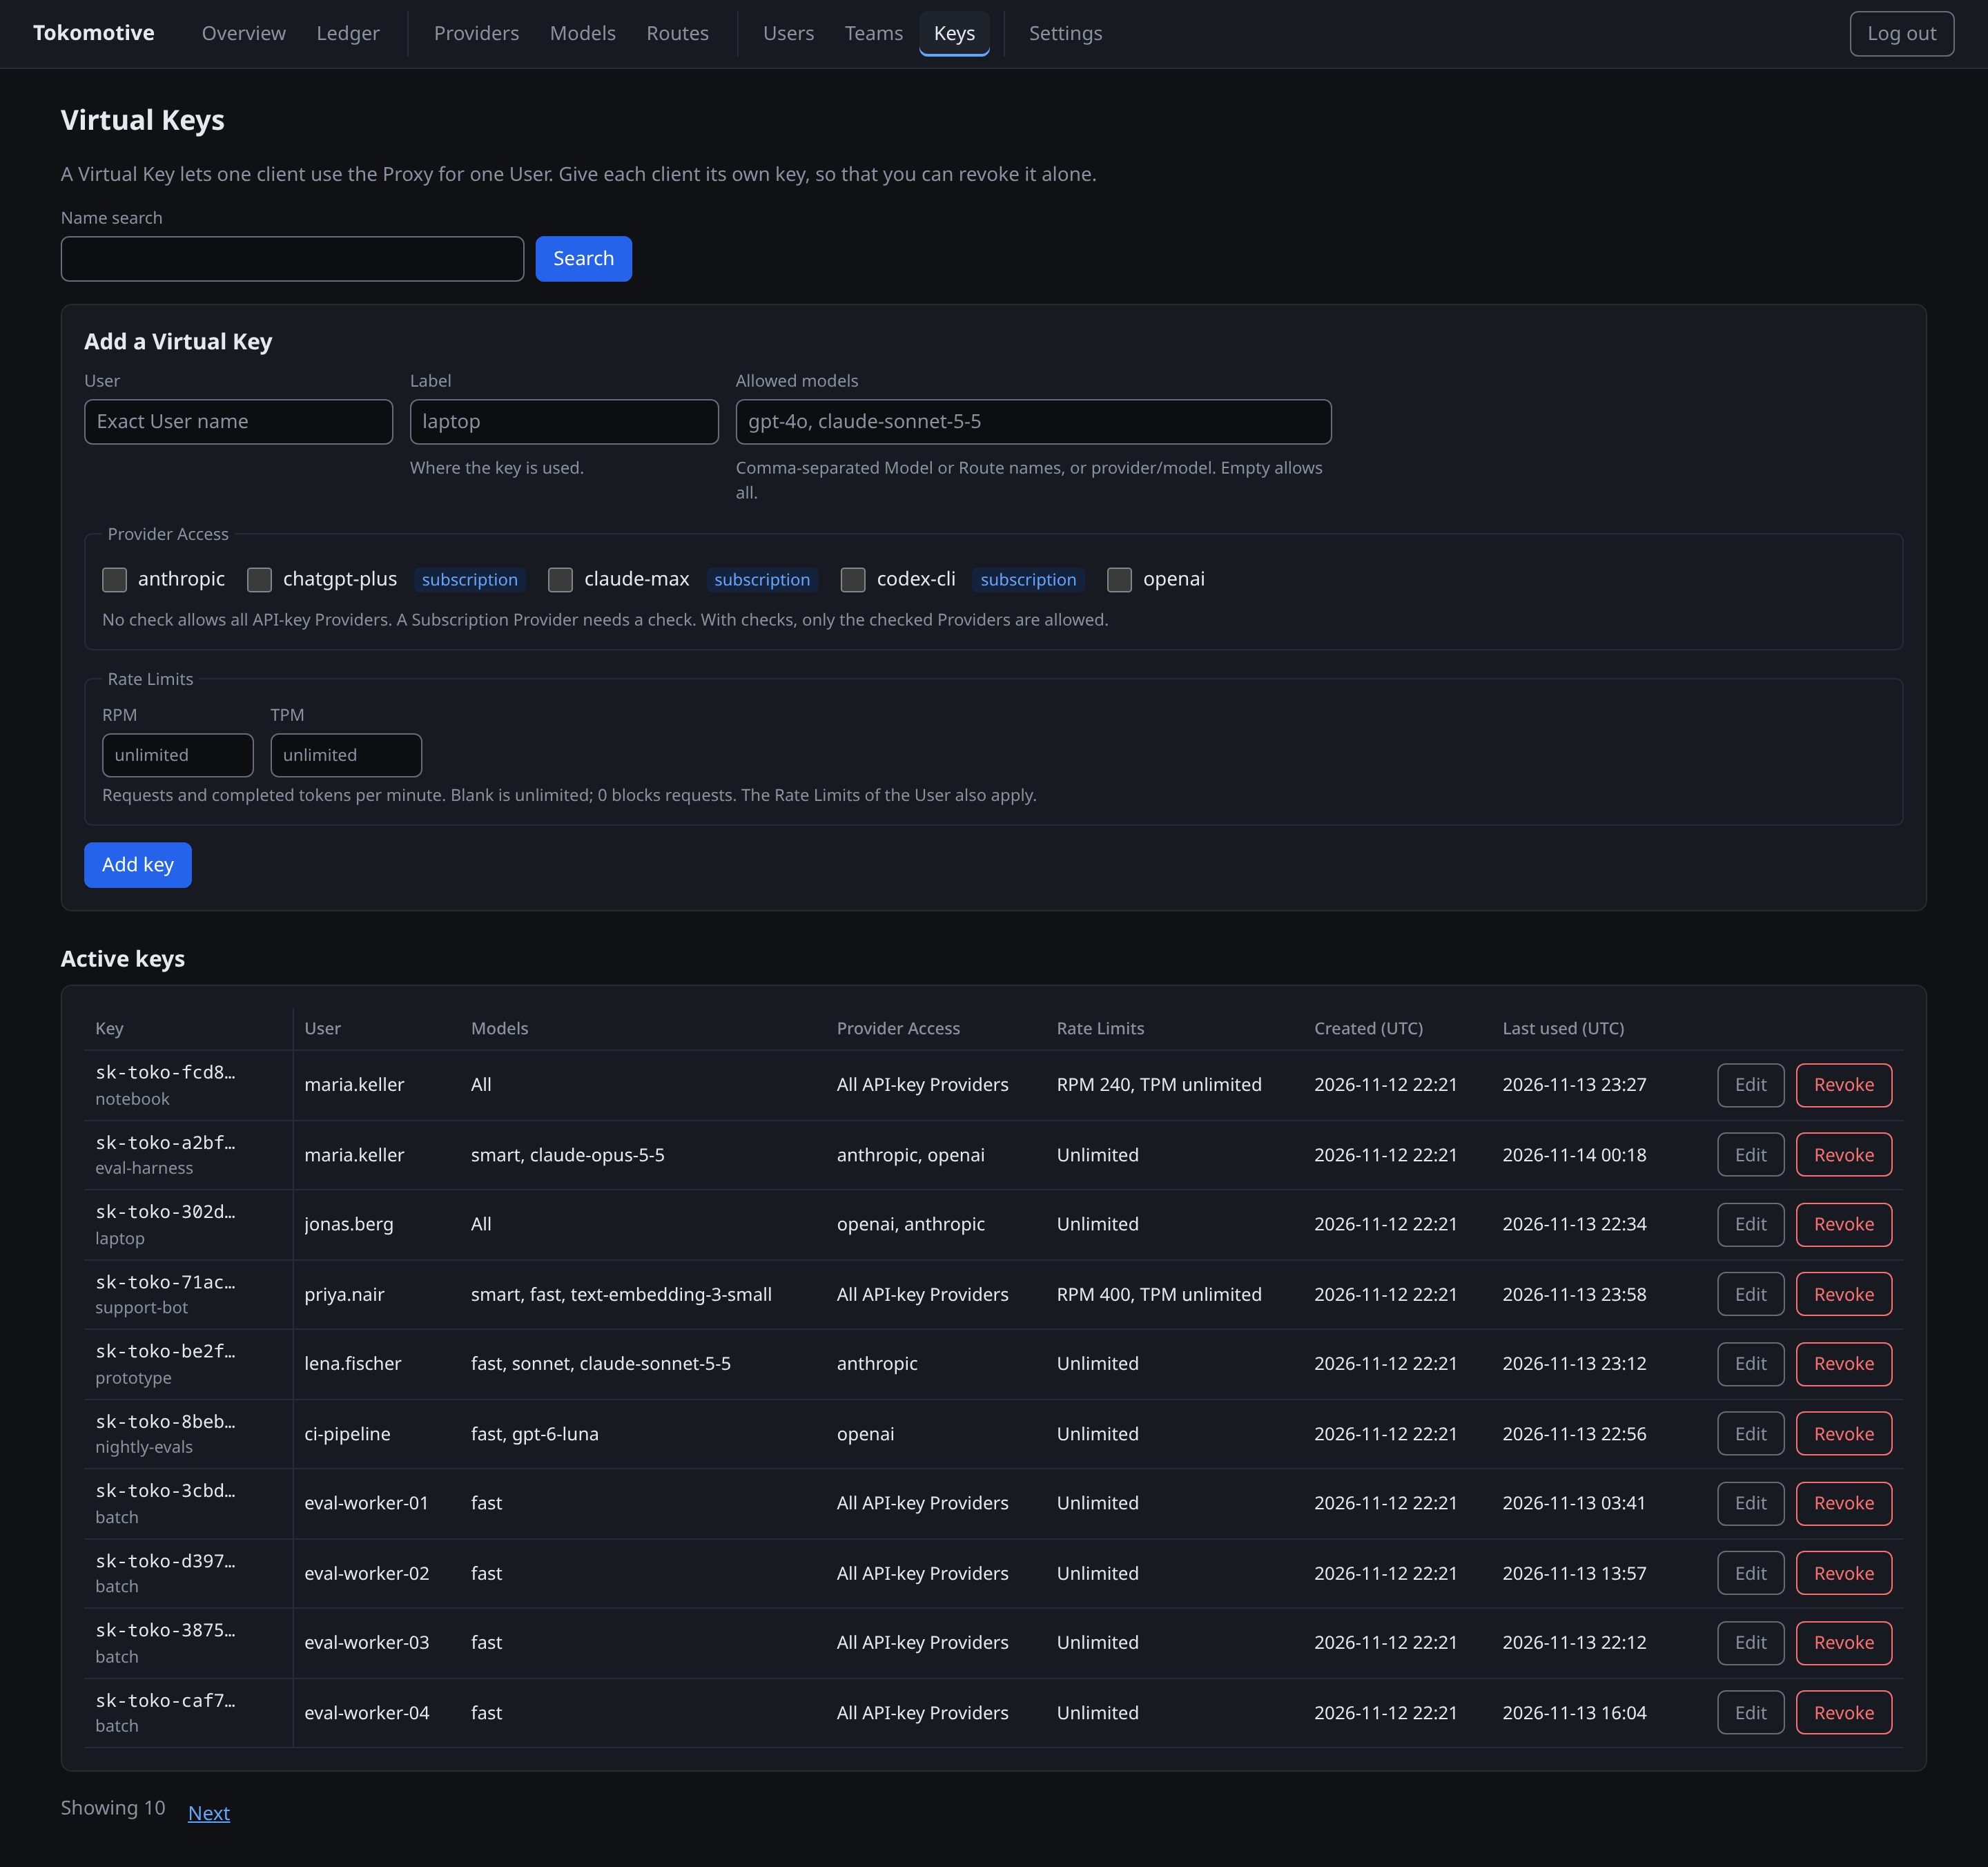 Tokomotive Overview Ledger Providers Models Routes Users Teams Keys Settings Log out
Virtual Keys
A Virtual Key lets one client use the Proxy for one User. Give each client its own key, so that you can revoke it alone.
Name search
Search
Add a Virtual Key
User Label Allowed models
Exact User name laptop gpt-4o, claude-sonnet-5-5
Where the key is used. Comma-separated Model or Route names, or provider/model. Empty allows
all.
Provider Access
anthropic chatgpt-plus subscription claude-max subscription codex-cli subscription openai
No check allows all API-key Providers. A Subscription Provider needs a check. With checks, only the checked Providers are allowed.
Rate Limits
RPM TPM
unlimited unlimited
Requests and completed tokens per minute. Blank is unlimited; 0 blocks requests. The Rate Limits of the User also apply.
Add key
Active keys
Key User Models Provider Access Rate Limits Created (UTC) Last used (UTC)
sk-toko-fcd8… maria.keller All All API-key Providers RPM 240, TPM unlimited 2026-11-12 22:21 2026-11-13 23:27 Edit Revoke
notebook
sk-toko-a2bf… maria.keller smart, claude-opus-5-5 anthropic, openai Unlimited 2026-11-12 22:21 2026-11-14 00:18 Edit Revoke
eval-harness
sk-toko-302d… jonas.berg All openai, anthropic Unlimited 2026-11-12 22:21 2026-11-13 22:34 Edit Revoke
laptop
sk-toko-71ac… priya.nair smart, fast, text-embedding-3-small All API-key Providers RPM 400, TPM unlimited 2026-11-12 22:21 2026-11-13 23:58 Edit Revoke
support-bot
sk-toko-be2f… lena.fischer fast, sonnet, claude-sonnet-5-5 anthropic Unlimited 2026-11-12 22:21 2026-11-13 23:12 Edit Revoke
prototype
sk-toko-8beb… ci-pipeline fast, gpt-6-luna openai Unlimited 2026-11-12 22:21 2026-11-13 22:56 Edit Revoke
nightly-evals
sk-toko-3cbd… eval-worker-01 fast All API-key Providers Unlimited 2026-11-12 22:21 2026-11-13 03:41 Edit Revoke
batch
sk-toko-d397… eval-worker-02 fast All API-key Providers Unlimited 2026-11-12 22:21 2026-11-13 13:57 Edit Revoke
batch
sk-toko-3875… eval-worker-03 fast All API-key Providers Unlimited 2026-11-12 22:21 2026-11-13 22:12 Edit Revoke
batch
sk-toko-caf7… eval-worker-04 fast All API-key Providers Unlimited 2026-11-12 22:21 2026-11-13 16:04 Edit Revoke
batch
Showing 10 Next